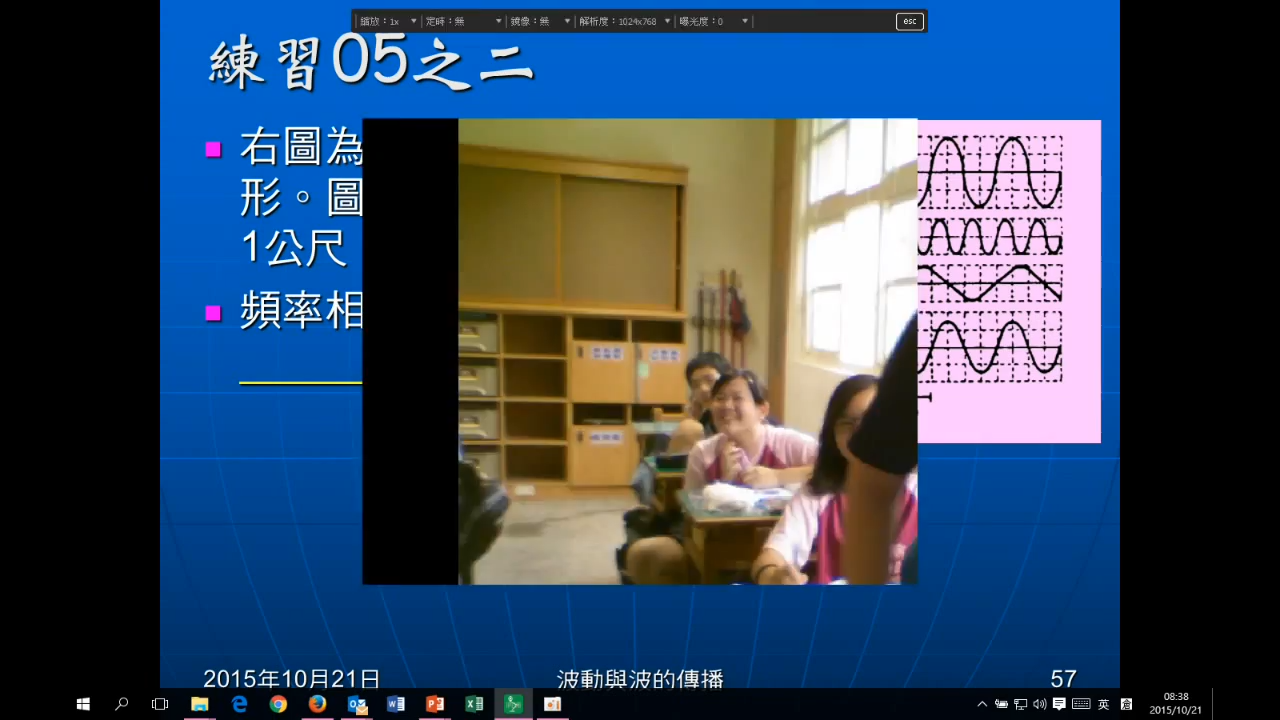 縮放：1x 定時：無 鏡像：無 解析度：1024x768 曝光度：0 esc
練習05之二
右圖為
形。圖
1公尺
頻率相
2015年10月21日 波動與波的傳播 57
英 08:38
2015/10/21